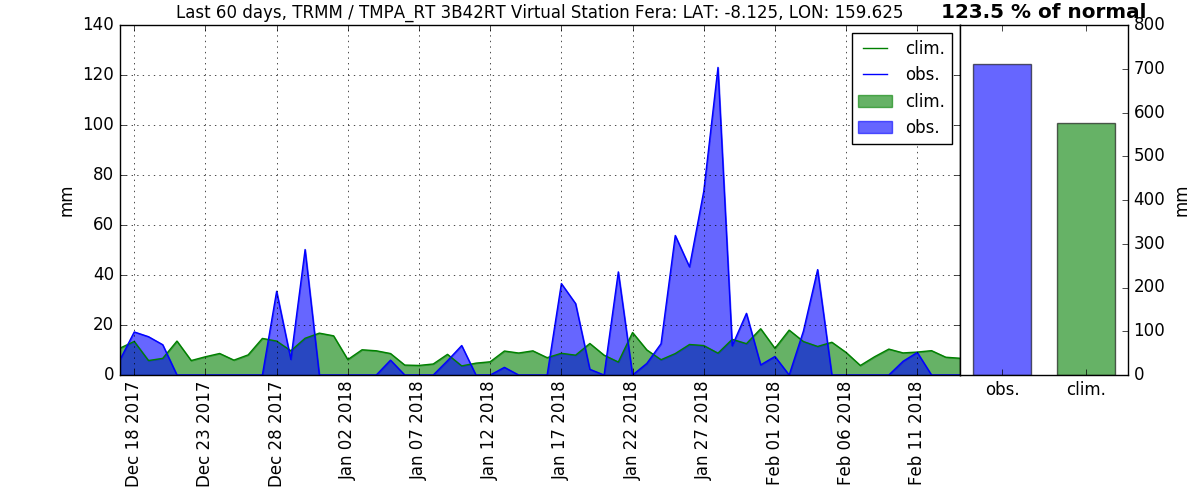 Last 60 days, TRMM / TMPA_RT 3B42RT Virtual Station Fera: LAT: -8.125, LON: 159.625
123.5 % of normal
140
120
100
80
60
40
20
0
mm
clim.
obs.
clim.
obs.
Dec 18 2017
Dec 23 2017
Dec 28 2017
Jan 02 2018
Jan 07 2018
Jan 12 2018
Jan 17 2018
Jan 22 2018
Jan 27 2018
Feb 01 2018
Feb 06 2018
Feb 11 2018
800
700
600
500
400
300
200
100
0
mm
obs.
clim.